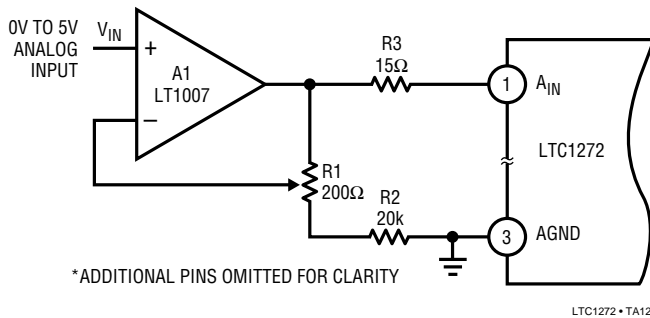 0V TO 5V
ANALOG
INPUT
VIN
+
A1
LT1007
–
R3
15Ω
1
AIN
LTC1272
R1
200Ω
R2
20k
3
AGND
*ADDITIONAL PINS OMITTED FOR CLARITY
LTC1272 • TA12